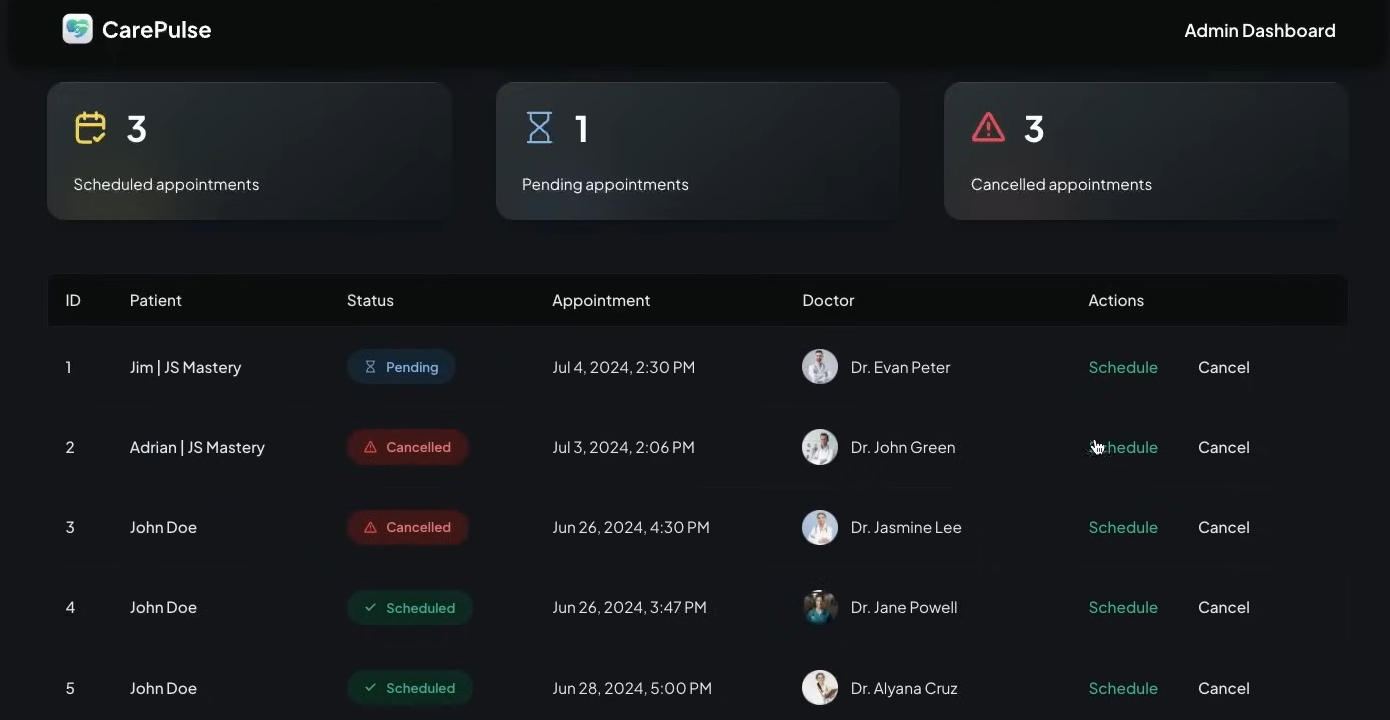 CarePulse
Admin Dashboard
3
Scheduled appointments
1
Pending appointments
3
Cancelled appointments
ID Patient Status Appointment Doctor Actions
1 Jim | JS Mastery Pending Jul 4, 2024, 2:30 PM Dr. Evan Peter Schedule Cancel
2 Adrian | JS Mastery Cancelled Jul 3, 2024, 2:06 PM Dr. John Green Schedule Cancel
3 John Doe Cancelled Jun 26, 2024, 4:30 PM Dr. Jasmine Lee Schedule Cancel
4 John Doe Scheduled Jun 26, 2024, 3:47 PM Dr. Jane Powell Schedule Cancel
5 John Doe Scheduled Jun 28, 2024, 5:00 PM Dr. Alyana Cruz Schedule Cancel